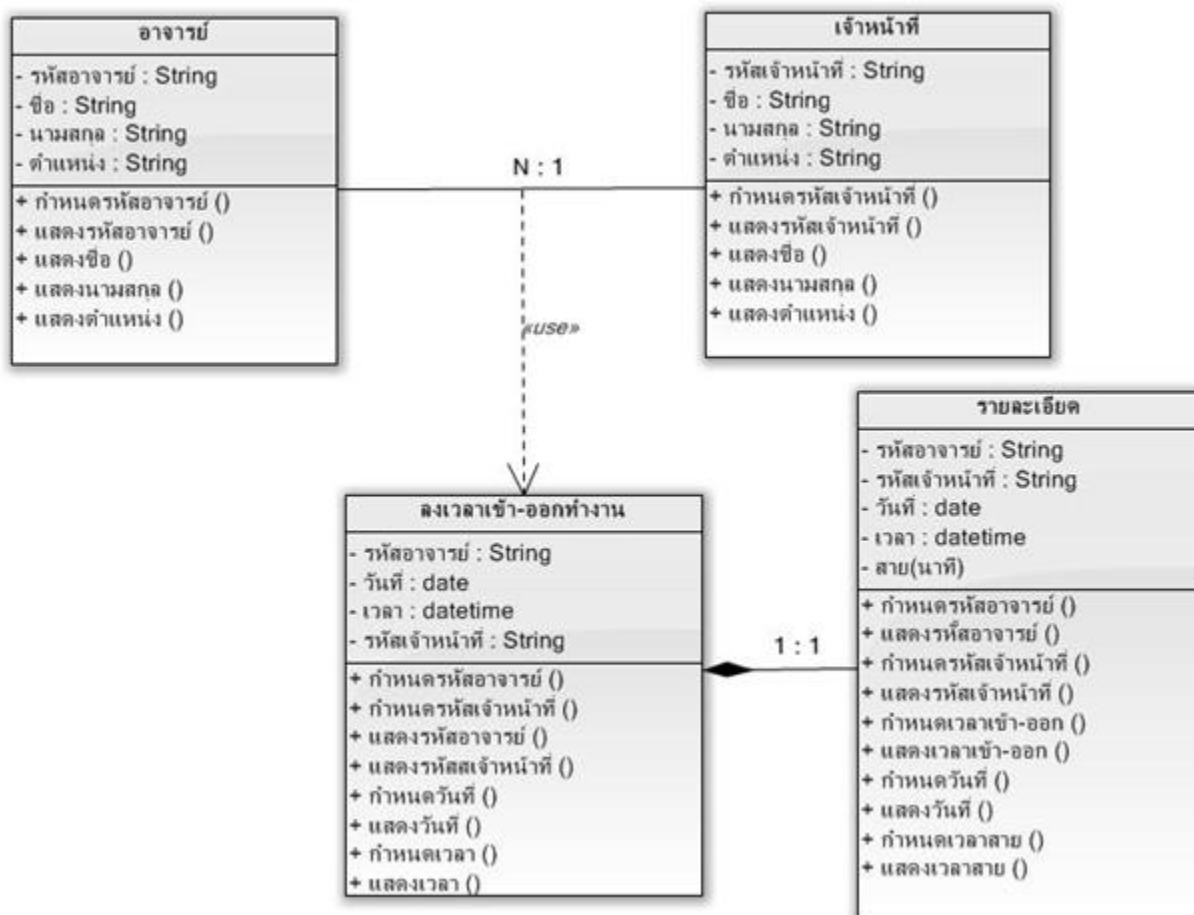 อาจารย์
- รหัสอาจารย์ : String
- ชื่อ : String
- นามสกุล : String
- ตำแหน่ง : String
+ กำหนดรหัสอาจารย์ ()
+ แสดงรหัสอาจารย์ ()
+ แสดงชื่อ ()
+ แสดงนามสกุล ()
+ แสดงตำแหน่ง ()
N : 1
«use»
เจ้าหน้าที่
- รหัสเจ้าหน้าที่ : String
- ชื่อ : String
- นามสกุล : String
- ตำแหน่ง : String
+ กำหนดรหัสเจ้าหน้าที่ ()
+ แสดงรหัสเจ้าหน้าที่ ()
+ แสดงชื่อ ()
+ แสดงนามสกุล ()
+ แสดงตำแหน่ง ()
ลงเวลาเข้า-ออกทำงาน
- รหัสอาจารย์ : String
- วันที่ : date
- เวลา : datetime
- รหัสเจ้าหน้าที่ : String
+ กำหนดรหัสอาจารย์ ()
+ กำหนดรหัสเจ้าหน้าที่ ()
+ แสดงรหัสอาจารย์ ()
+ แสดงรหัสสเจ้าหน้าที่ ()
+ กำหนดวันที่ ()
+ แสดงวันที่ ()
+ กำหนดเวลา ()
+ แสดงเวลา ()
1 : 1
รายละเอียด
- รหัสอาจารย์ : String
- รหัสเจ้าหน้าที่ : String
- วันที่ : date
- เวลา : datetime
- สาย(นาที)
+ กำหนดรหัสอาจารย์ ()
+ แสดงรหัสอาจารย์ ()
+ กำหนดรหัสเจ้าหน้าที่ ()
+ แสดงรหัสเจ้าหน้าที่ ()
+ กำหนดเวลาเข้า-ออก ()
+ แสดงเวลาเข้า-ออก ()
+ กำหนดวันที่ ()
+ แสดงวันที่ ()
+ กำหนดเวลาสาย ()
+ แสดงเวลาสาย ()